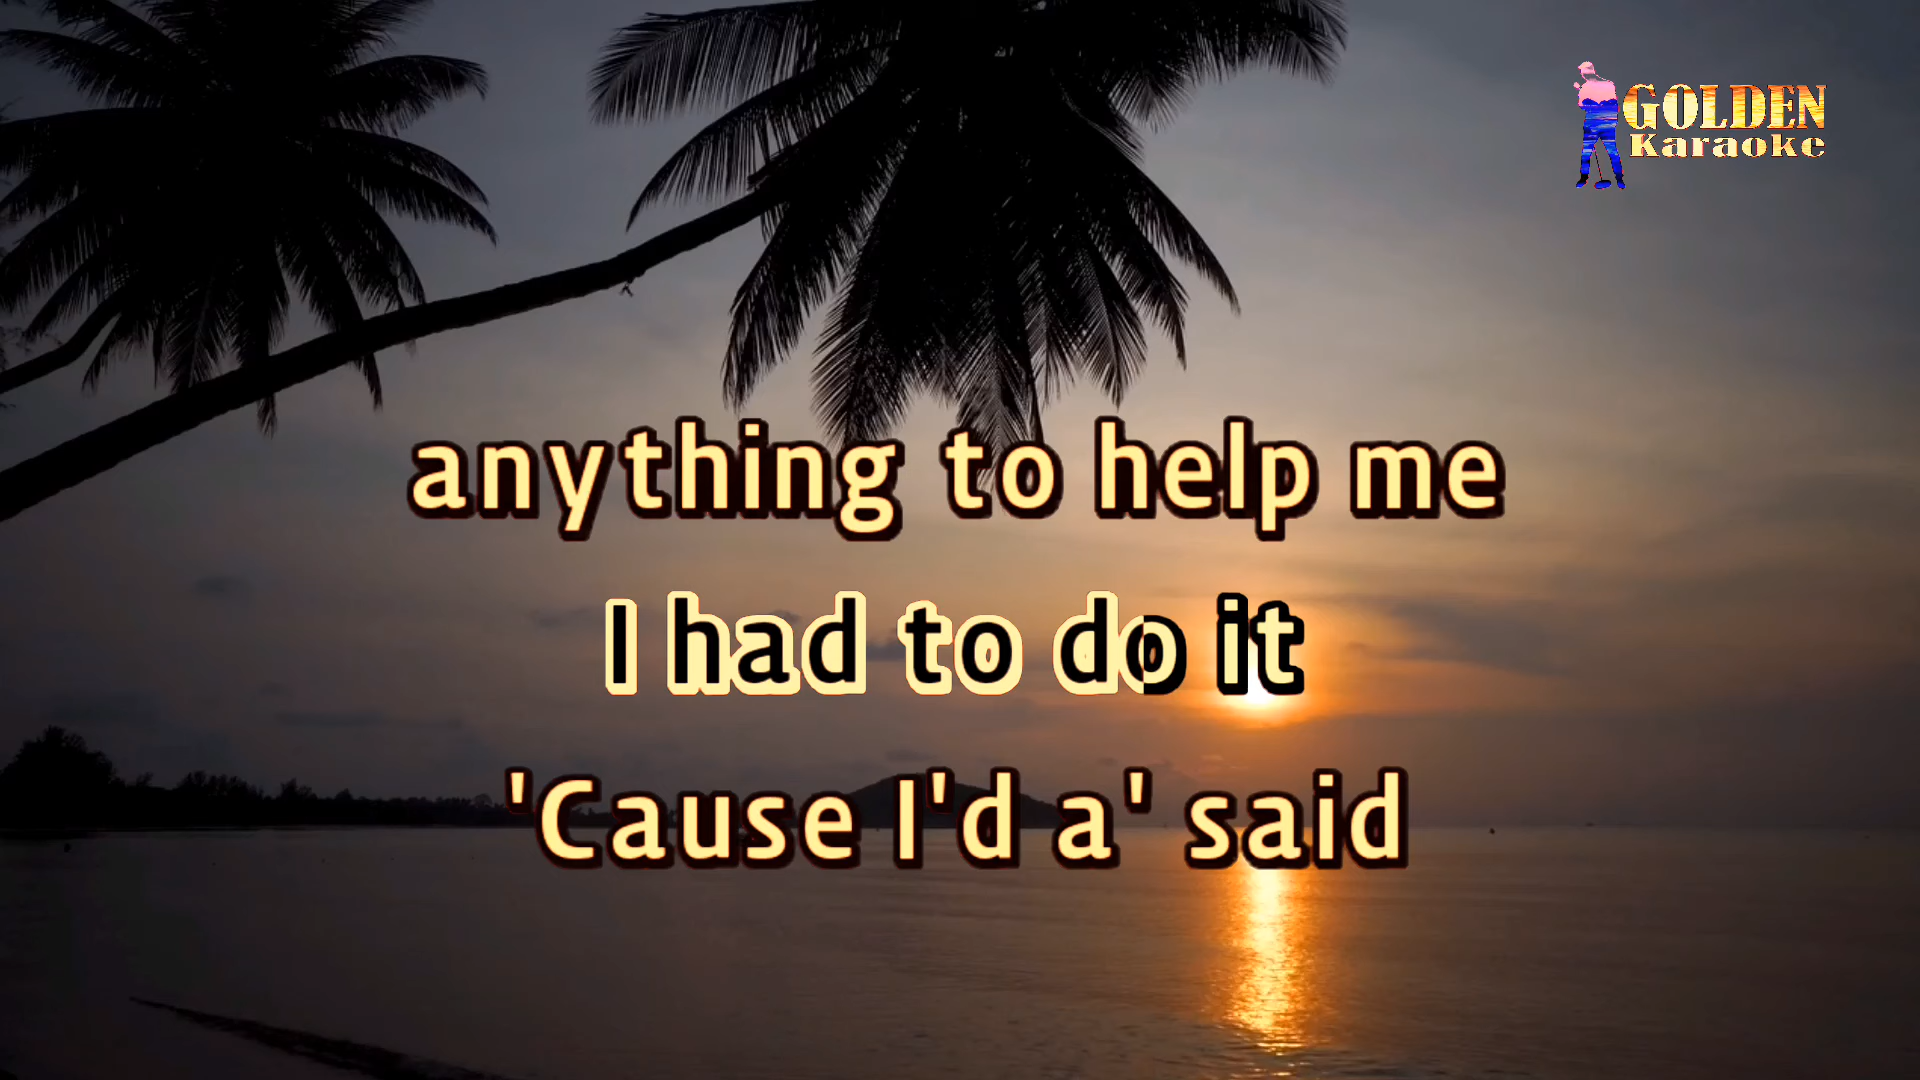 GOLDEN
Karaoke
anything to help me
I had to do it
'Cause I'd a' said